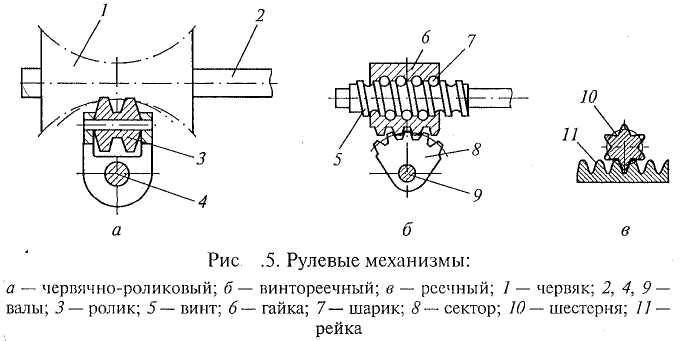 1
2
3
4
а
6
7
5
8
9
б
10
11
в
Рис .5. Рулевые механизмы:
а — червячно-роликовый; б — винтореечный; в — реечный; 1 — червяк; 2, 4, 9 —
валы; 3 — ролик; 5 — винт; 6 — гайка; 7 — шарик; 8 — сектор; 10 — шестерня; 11 —
рейка